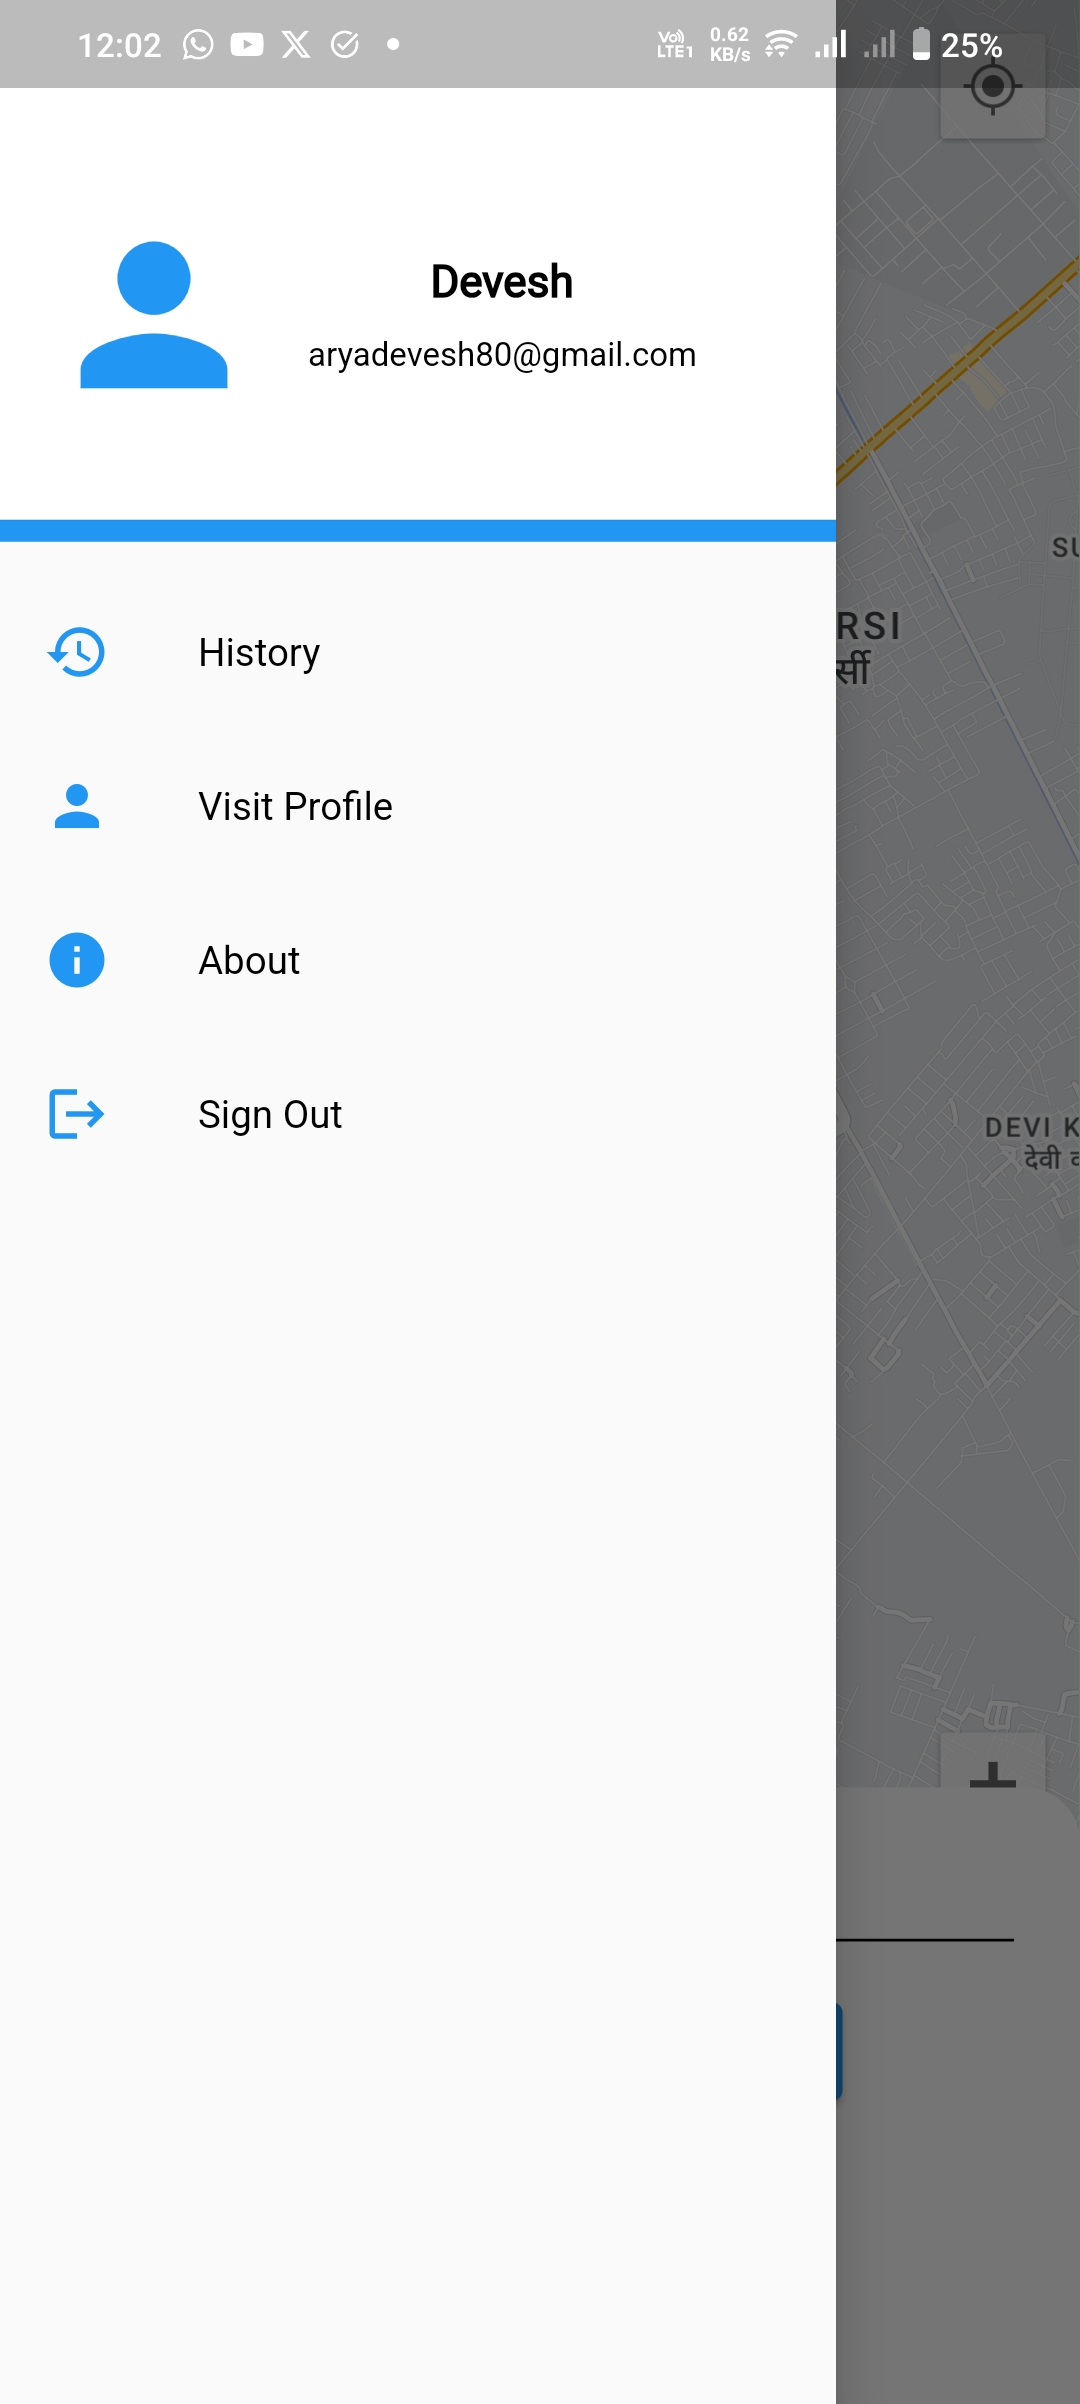 12:02
Vo))
LTE1
0.62
KB/s
25%
Devesh
aryadevesh80@gmail.com
History
Visit Profile
About
Sign Out
RSI
र्सी
SU
DEVI K
देवी